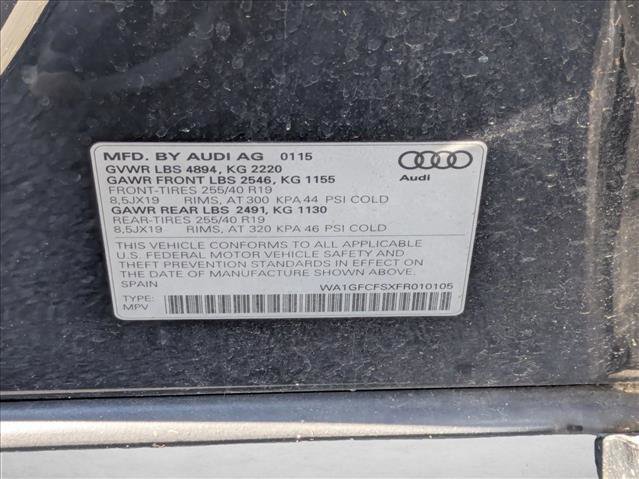 MFD. BY AUDI AG 0115
GVWR LBS 4894, KG 2220
GAWR FRONT LBS 2546, KG 1155
FRONT-TIRES 255/40 R19
8,5JX19 RIMS, AT 300 KPA 44 PSI COLD
GAWR REAR LBS 2491, KG 1130
REAR-TIRES 255/40 R19
8,5JX19 RIMS, AT 320 KPA 46 PSI COLD
THIS VEHICLE CONFORMS TO ALL APPLICABLE
U.S. FEDERAL MOTOR VEHICLE SAFETY AND
THEFT PREVENTION STANDARDS IN EFFECT ON
THE DATE OF MANUFACTURE SHOWN ABOVE.
SPAIN WA1GFCFSXFR010105
TYPE:
MPV
Audi